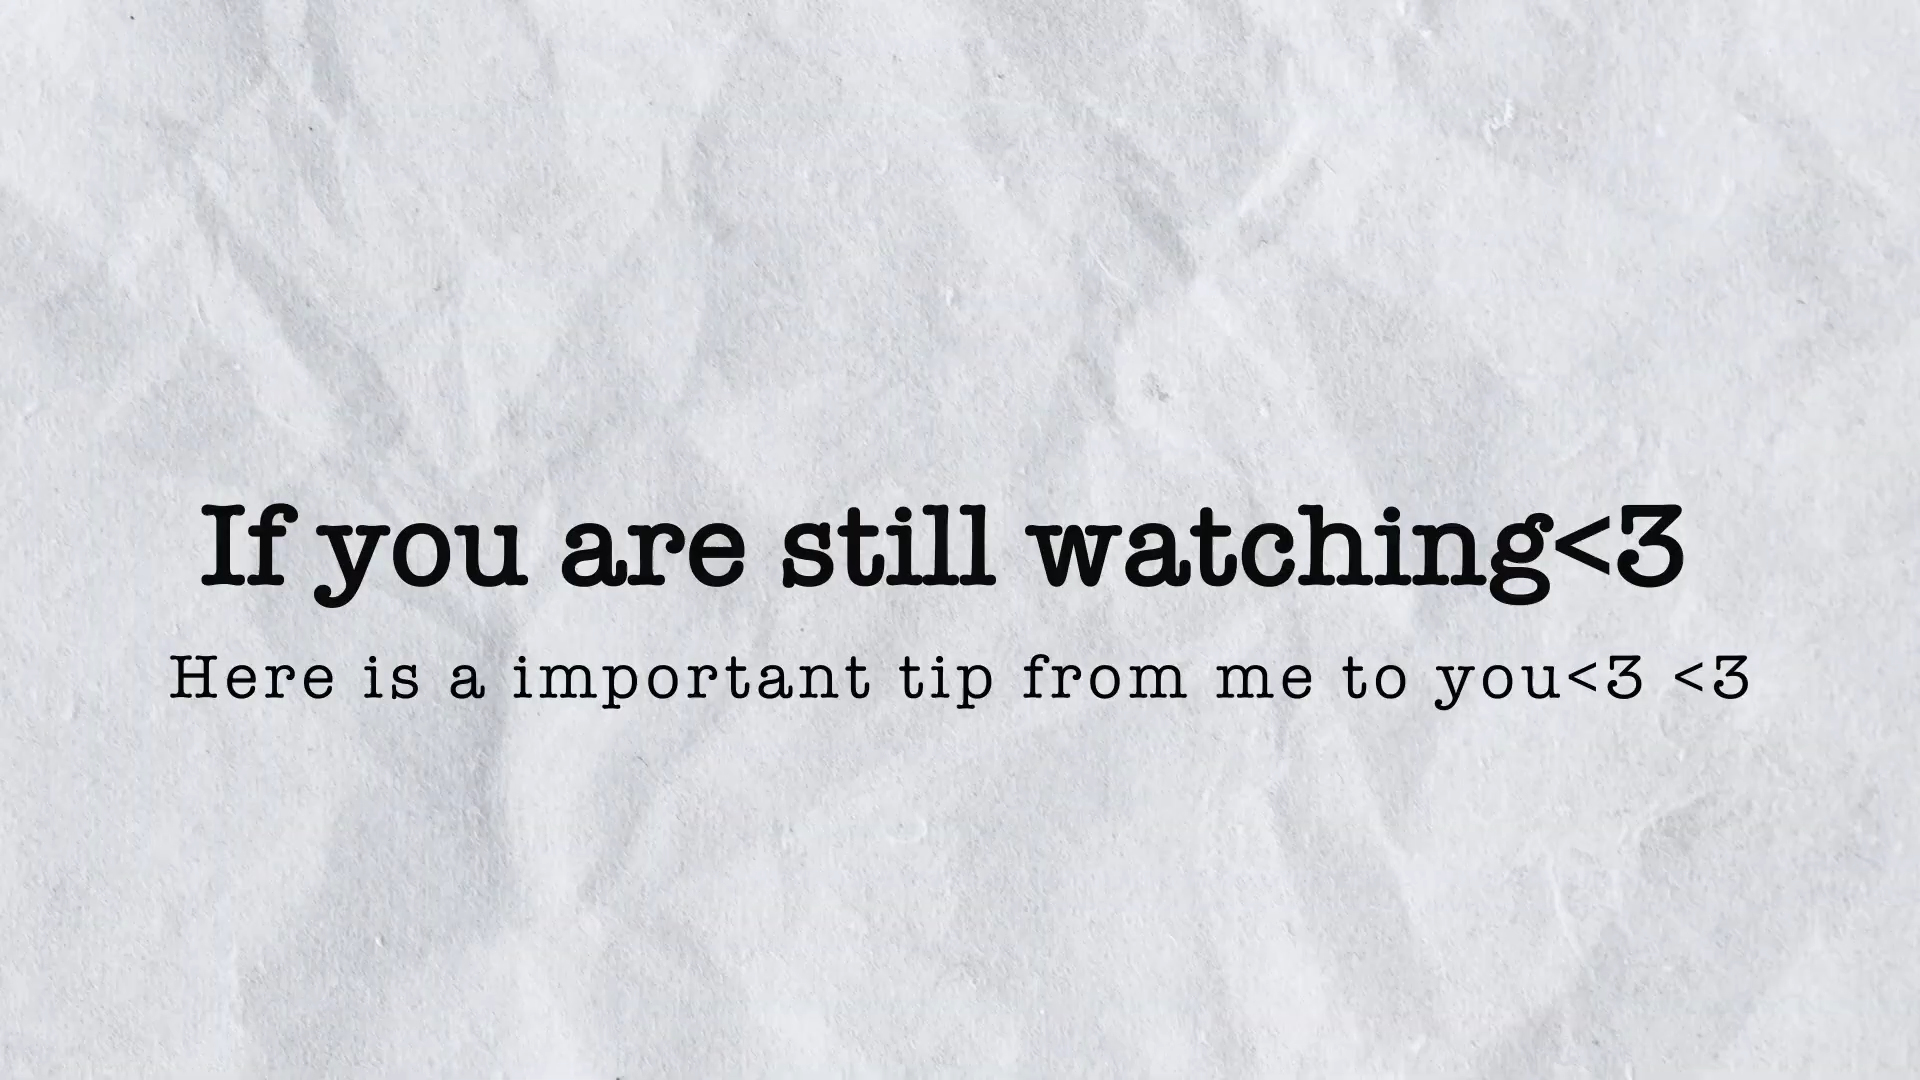 If you are still watching<3
Here is a important tip from me to you<3 <3